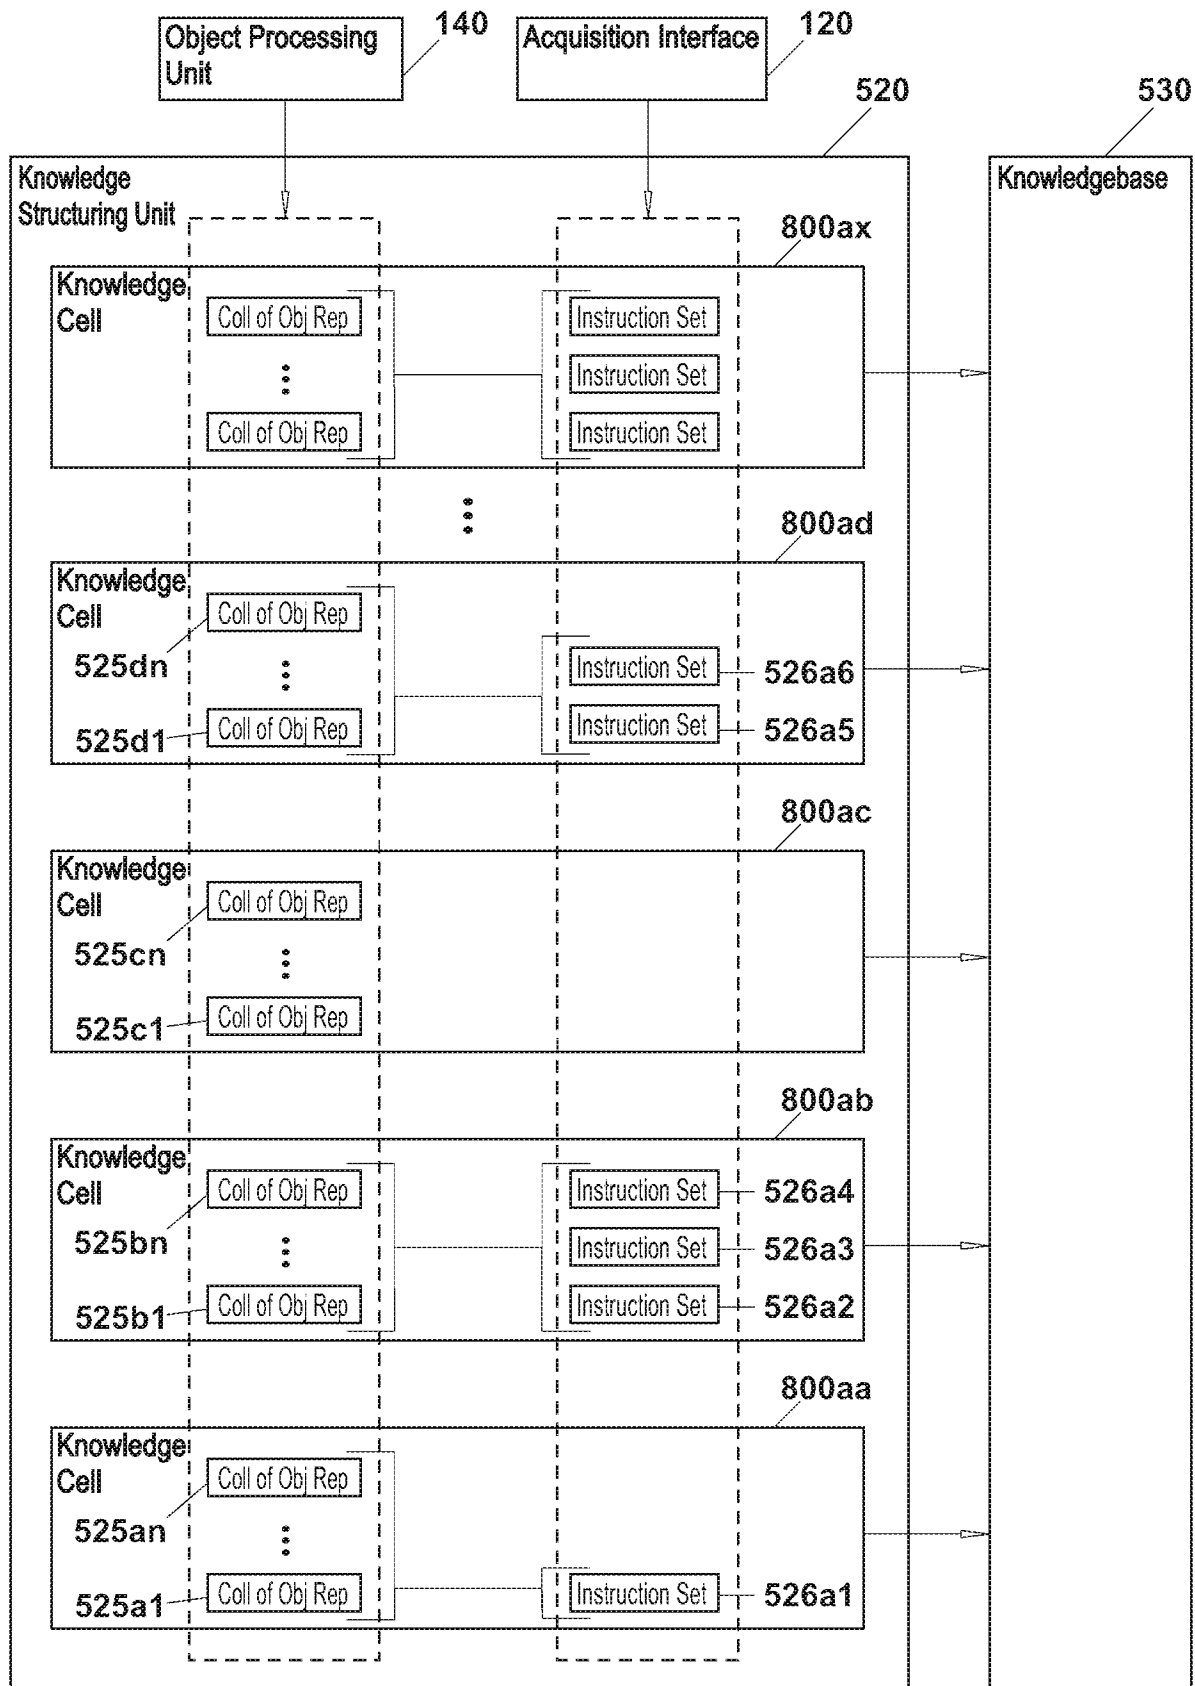 Object Processing
Unit
140
Acquisition Interface
120
520
530
Knowledge
Structuring Unit
Knowledgebase
800ax
Knowledge
Cell
Coll of Obj Rep
Instruction Set
Instruction Set
Coll of Obj Rep
Instruction Set
800ad
Knowledge
Cell
Coll of Obj Rep
525dn
Instruction Set
526a6
525d1
Coll of Obj Rep
Instruction Set
526a5
800ac
Knowledge
Cell
Coll of Obj Rep
525cn
525c1
Coll of Obj Rep
800ab
Knowledge
Cell
Coll of Obj Rep
Instruction Set
526a4
525bn
Instruction Set
526a3
525b1
Coll of Obj Rep
Instruction Set
526a2
800aa
Knowledge
Cell
Coll of Obj Rep
525an
525a1
Coll of Obj Rep
Instruction Set
526a1